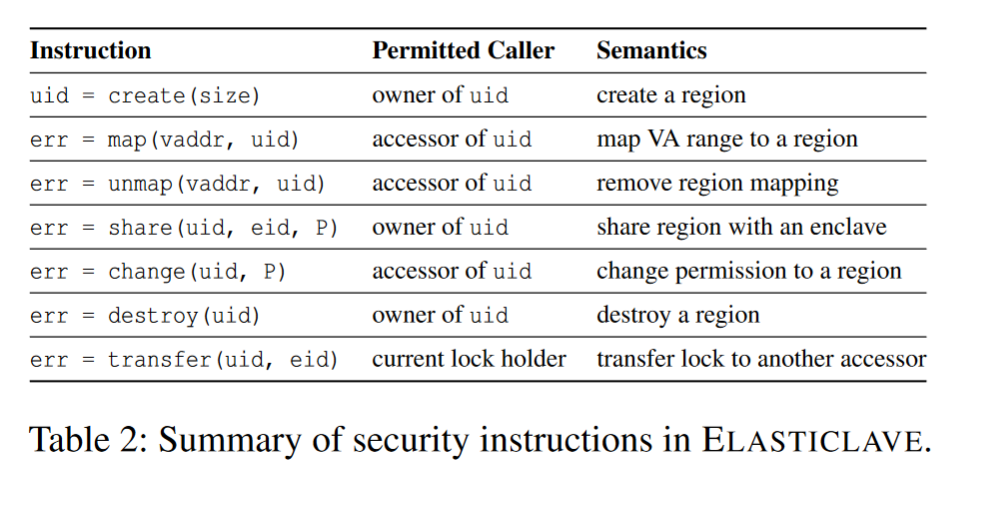 Instruction Permitted Caller Semantics
uid = create(size) owner of uid create a region
err = map(vaddr, uid) accessor of uid map VA range to a region
err = unmap(vaddr, uid) accessor of uid remove region mapping
err = share(uid, eid, P) owner of uid share region with an enclave
err = change(uid, P) accessor of uid change permission to a region
err = destroy(uid) owner of uid destroy a region
err = transfer(uid, eid) current lock holder transfer lock to another accessor
Table 2: Summary of security instructions in ELASTICLAVE.